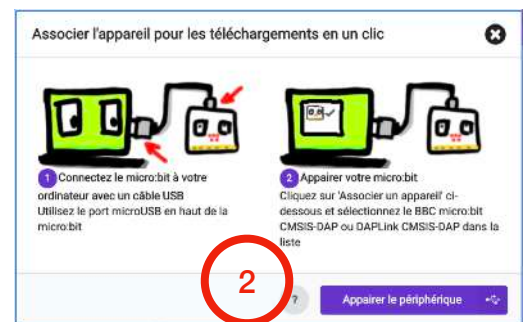 Associer l'appareil pour les téléchargements en un clic
1 Connectez le micro:bit à votre
ordinateur avec un câble USB
Utilisez le port microUSB en haut de la
micro:bit
2 Appairer votre micro:bit
Cliquez sur 'Associer un appareil' ci-
dessous et sélectionnez le BBC micro:bit
CMSIS-DAP ou DAPLink CMSIS-DAP dans la
liste
2
?
Appairer le périphérique